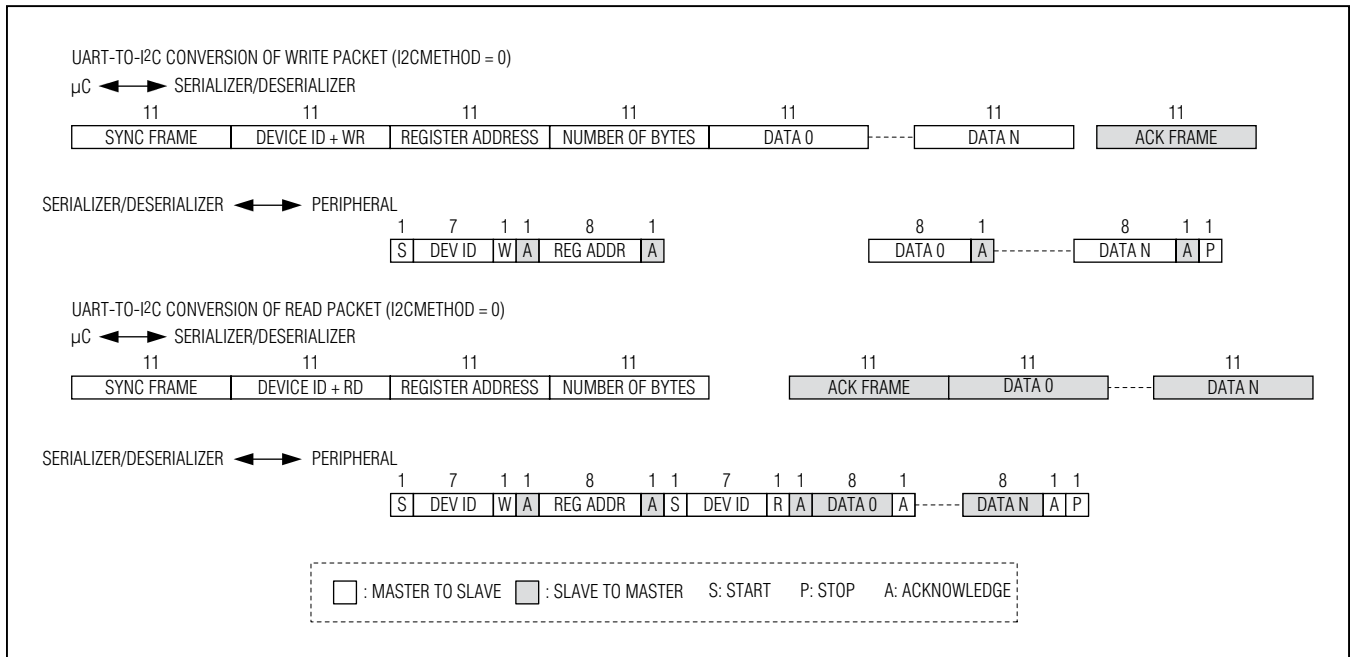 UART-TO-I2C CONVERSION OF WRITE PACKET (I2CMETHOD = 0)
µC SERIALIZER/DESERIALIZER
11 11 11 11 11 11 11
SYNC FRAME DEVICE ID + WR REGISTER ADDRESS NUMBER OF BYTES DATA 0 DATA N ACK FRAME
SERIALIZER/DESERIALIZER PERIPHERAL
1 7 1 1 8 1 8 1 8 1 1
S DEV ID W A REG ADDR A DATA 0 A DATA N A P
UART-TO-I2C CONVERSION OF READ PACKET (I2CMETHOD = 0)
µC SERIALIZER/DESERIALIZER
11 11 11 11 11 11 11
SYNC FRAME DEVICE ID + RD REGISTER ADDRESS NUMBER OF BYTES ACK FRAME DATA 0 DATA N
SERIALIZER/DESERIALIZER PERIPHERAL
1 7 1 1 8 1 1 7 1 1 8 1 8 1 1
S DEV ID W A REG ADDR A S DEV ID R A DATA 0 A DATA N A P
: MASTER TO SLAVE : SLAVE TO MASTER S: START P: STOP A: ACKNOWLEDGE